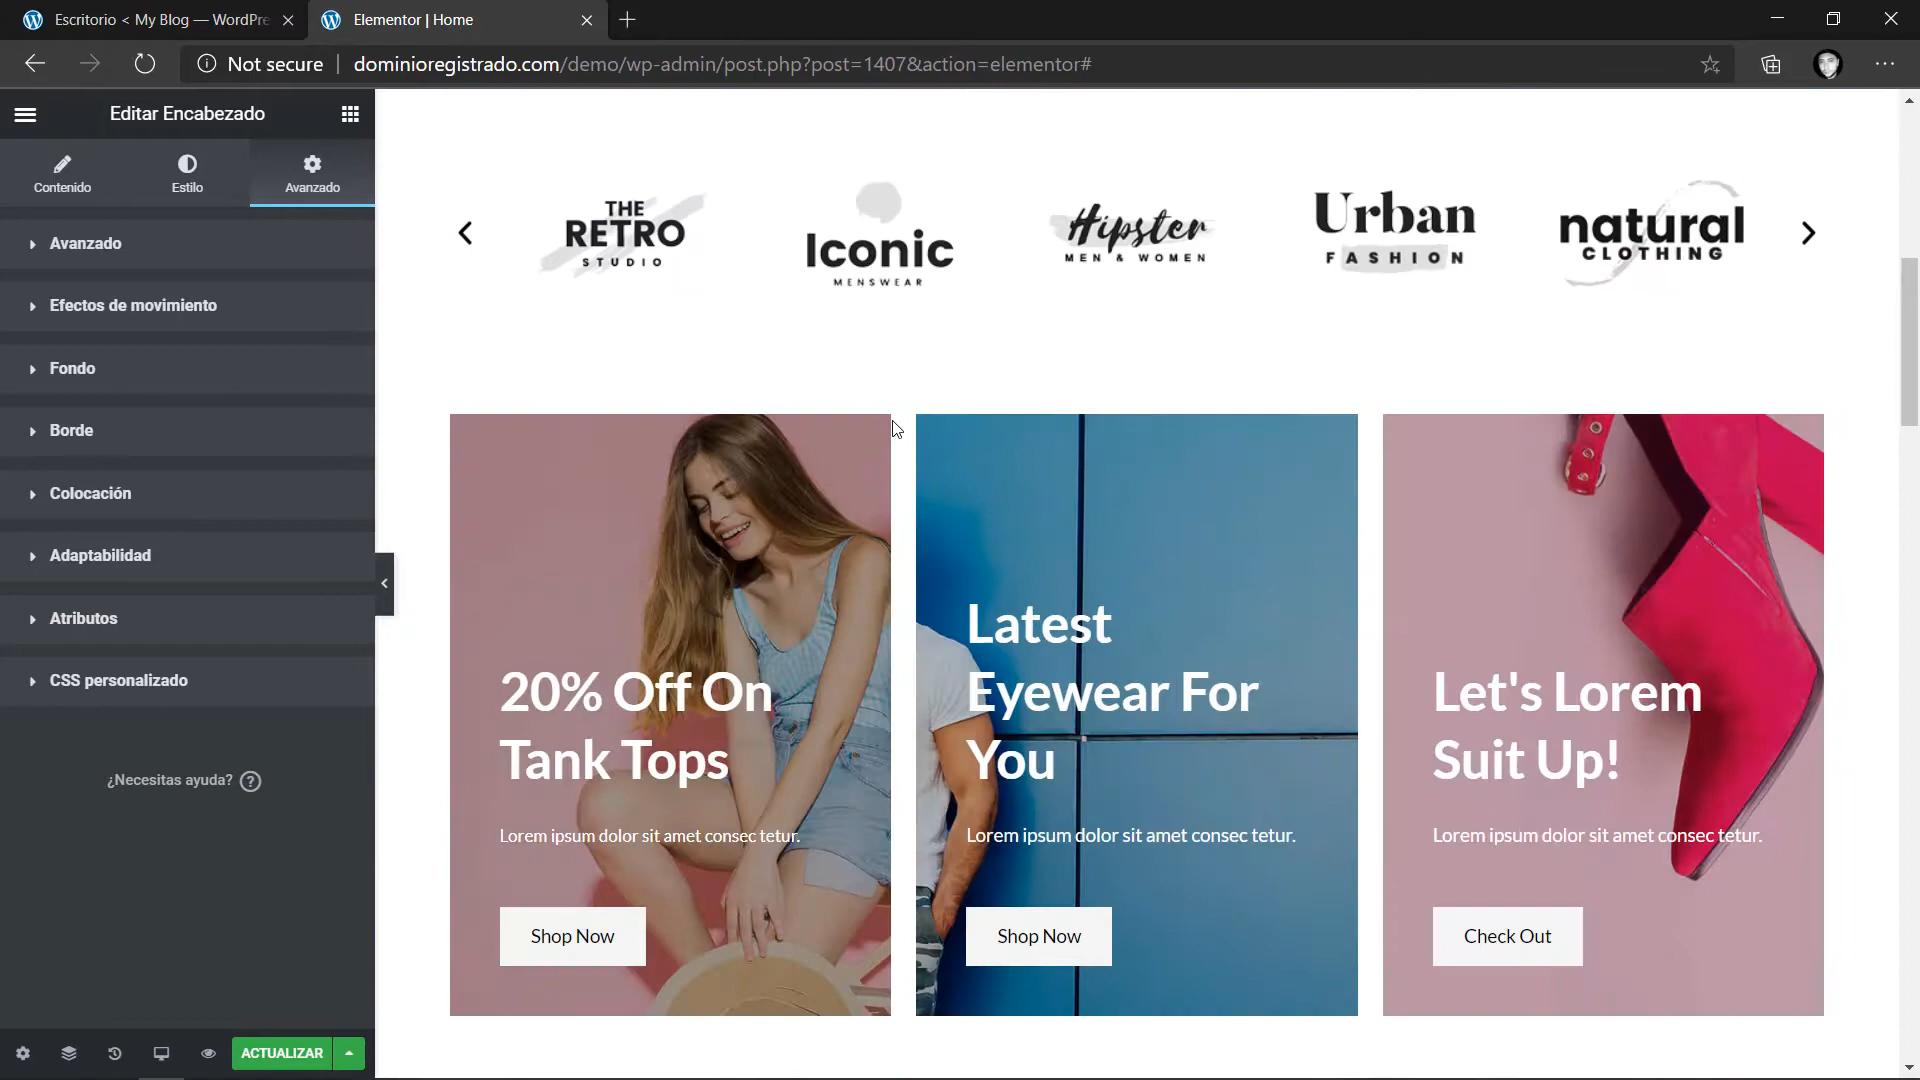 Escritorio < My Blog — WordPre
Elementor | Home
Not secure | dominioregistrado.com/demo/wp-admin/post.php?post=1407&action=elementor#
Editar Encabezado
Contenido
Estilo
Avanzado
Avanzado
Efectos de movimiento
Fondo
Borde
Colocación
Adaptabilidad
Atributos
CSS personalizado
¿Necesitas ayuda? ?
ACTUALIZAR
THE
RETRO
STUDIO
Iconic
MENSWEAR
Hipster
MEN & WOMEN
Urban
FASHION
natural
CLOTHING
20% Off On
Tank Tops
Lorem ipsum dolor sit amet consec tetur.
Shop Now
Latest
Eyewear For
You
Lorem ipsum dolor sit amet consec tetur.
Shop Now
Let's Lorem
Suit Up!
Lorem ipsum dolor sit amet consec tetur.
Check Out